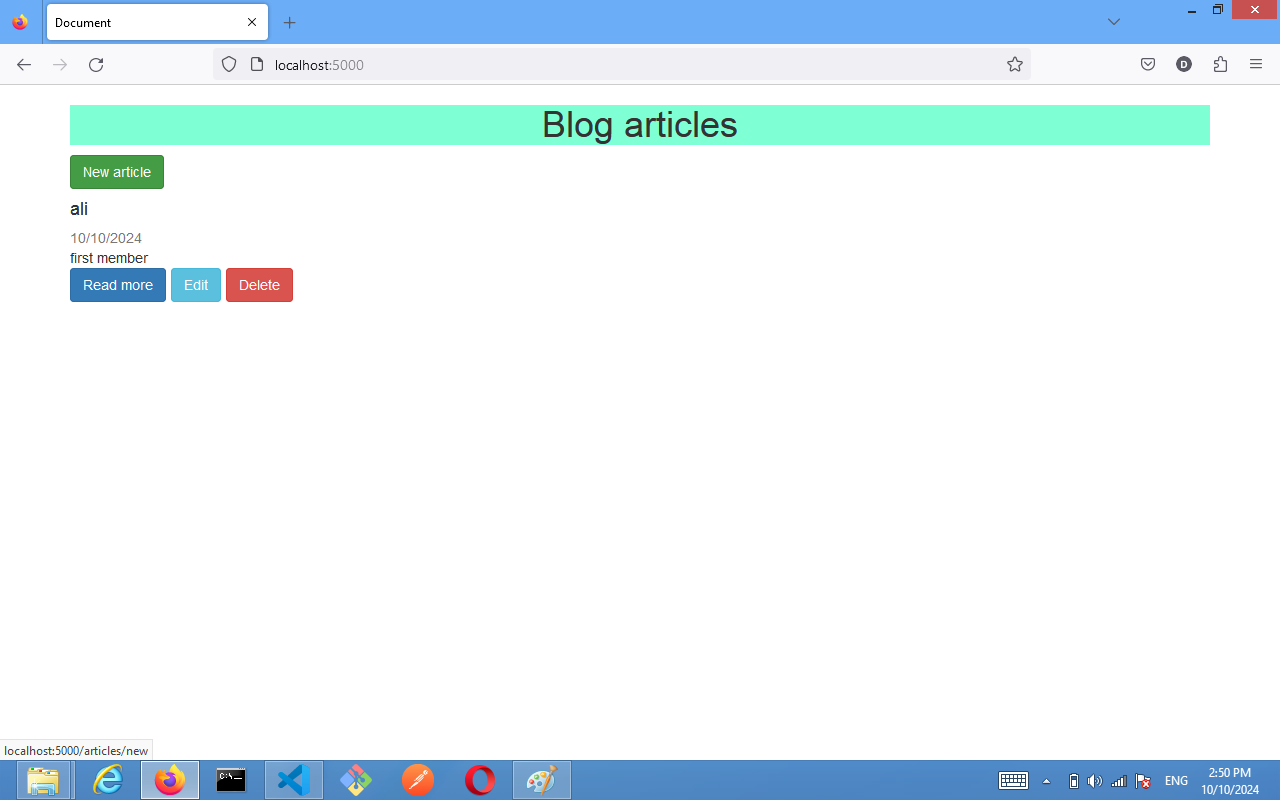 Document
localhost:5000
D
Blog articles
New article
ali
10/10/2024
first member
Read more Edit Delete
localhost:5000/articles/new
C:\_
ENG
2:50 PM
10/10/2024